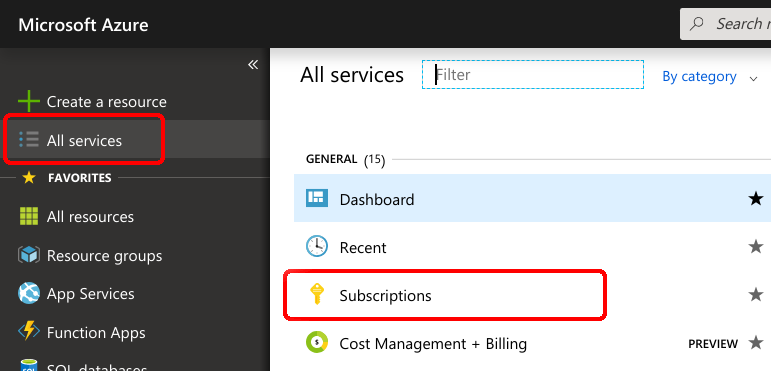 Microsoft Azure
Search
«
Create a resource
All services
FAVORITES
All resources
Resource groups
App Services
Function Apps
SQL databases
All services
Filter
By category
GENERAL (15)
Dashboard
Recent
Subscriptions
Cost Management + Billing
PREVIEW